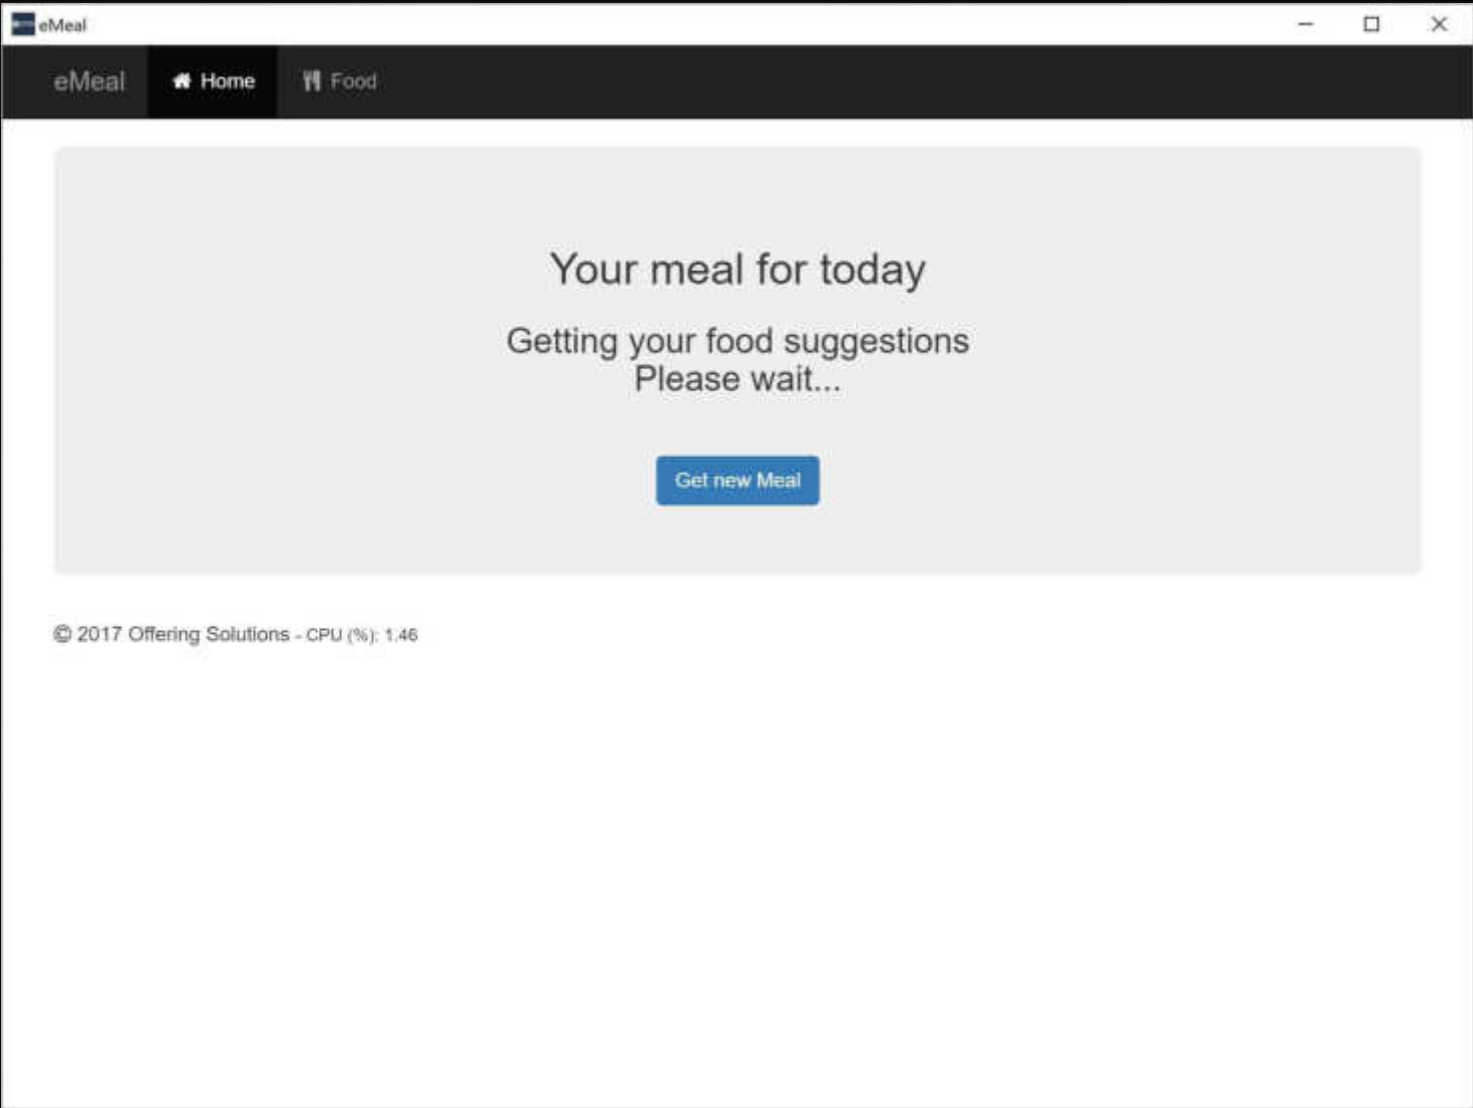 eMeal
eMeal Home Food
Your meal for today
Getting your food suggestions
Please wait...
Get new Meal
© 2017 Offering Solutions - CPU (%): 1.46